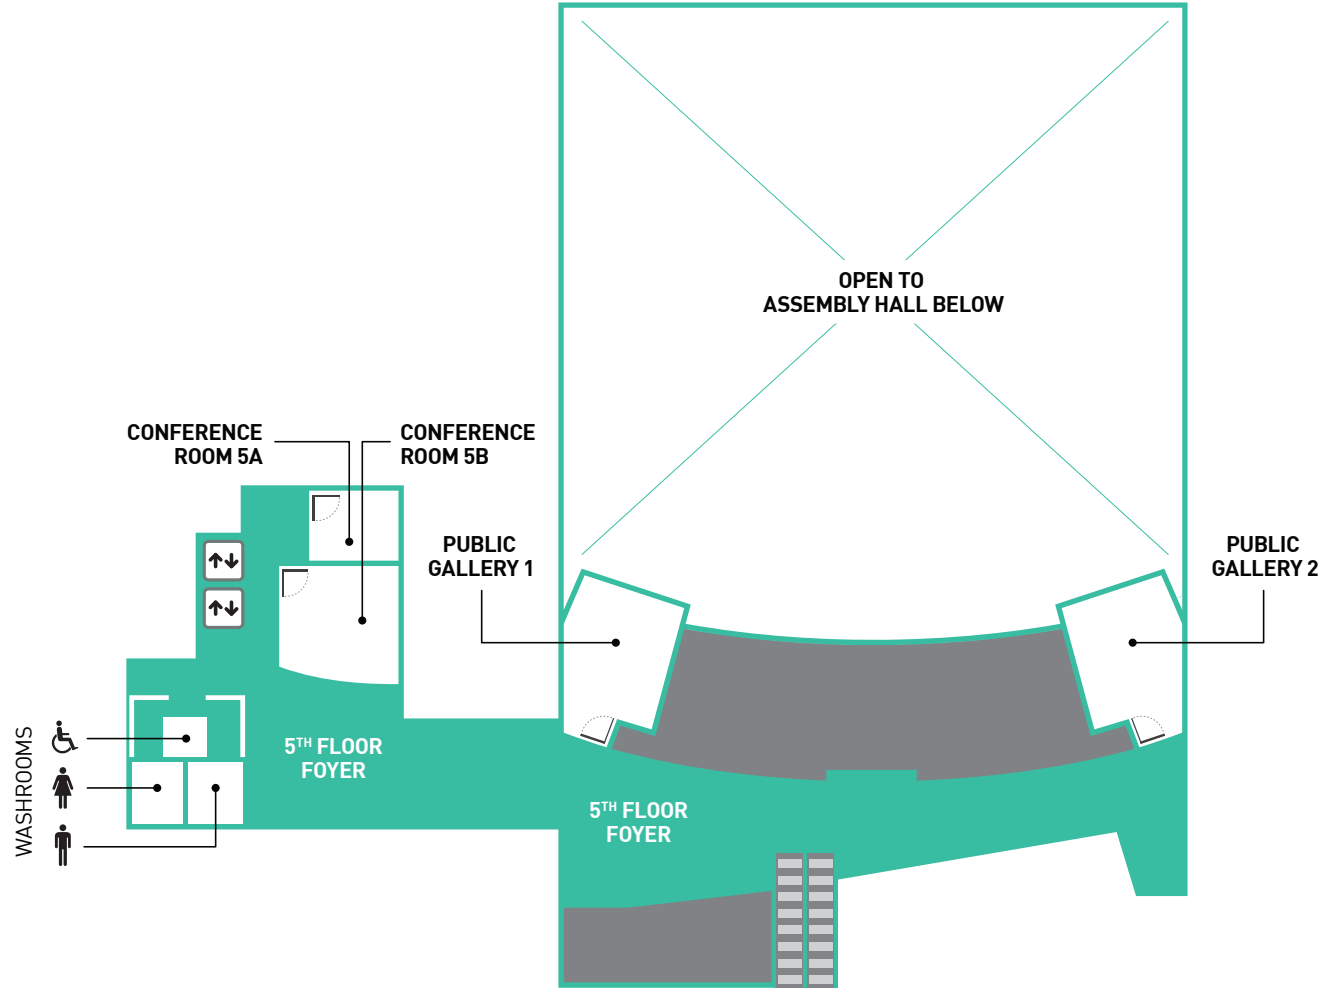 OPEN TO
ASSEMBLY HALL BELOW
CONFERENCE
ROOM 5A
CONFERENCE
ROOM 5B
PUBLIC
GALLERY 1
PUBLIC
GALLERY 2
WASHROOMS
5TH FLOOR
FOYER
5TH FLOOR
FOYER